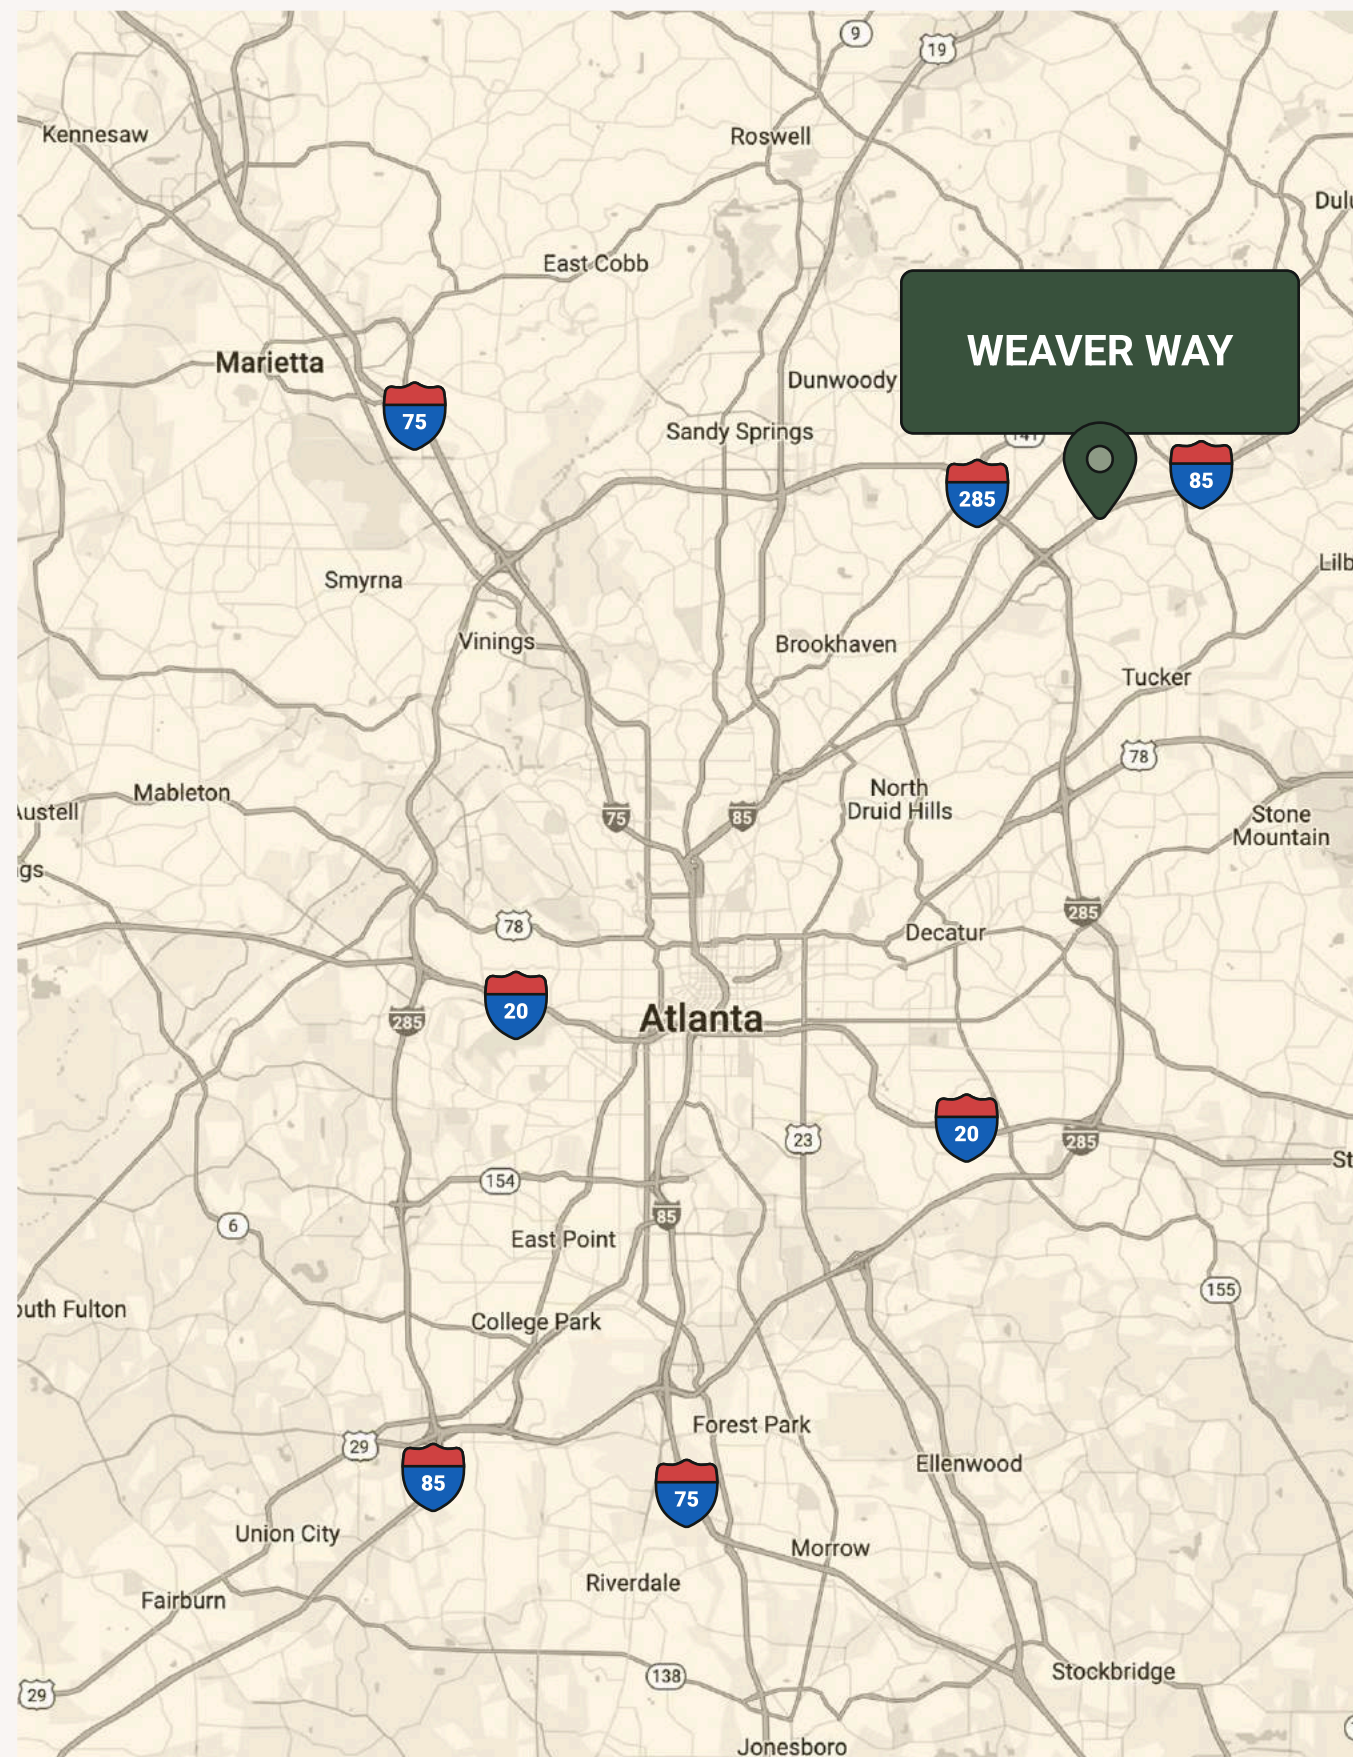 9
19
Kennesaw
Roswell
Dulu
East Cobb
WEAVER WAY
Marietta
Dunwoody
75
Sandy Springs
141
285
85
Lilb
Smyrna
Vinings
Brookhaven
Tucker
78
Mableton
North
Druid Hills
Austell
75
85
Stone
Mountain
gs
285
78
Decatur
20
285
Atlanta
20
23
285
St
154
85
6
East Point
155
outh Fulton
College Park
Forest Park
29
Ellenwood
85
75
Union City
Morrow
Riverdale
Fairburn
138
Stockbridge
29
Jonesboro